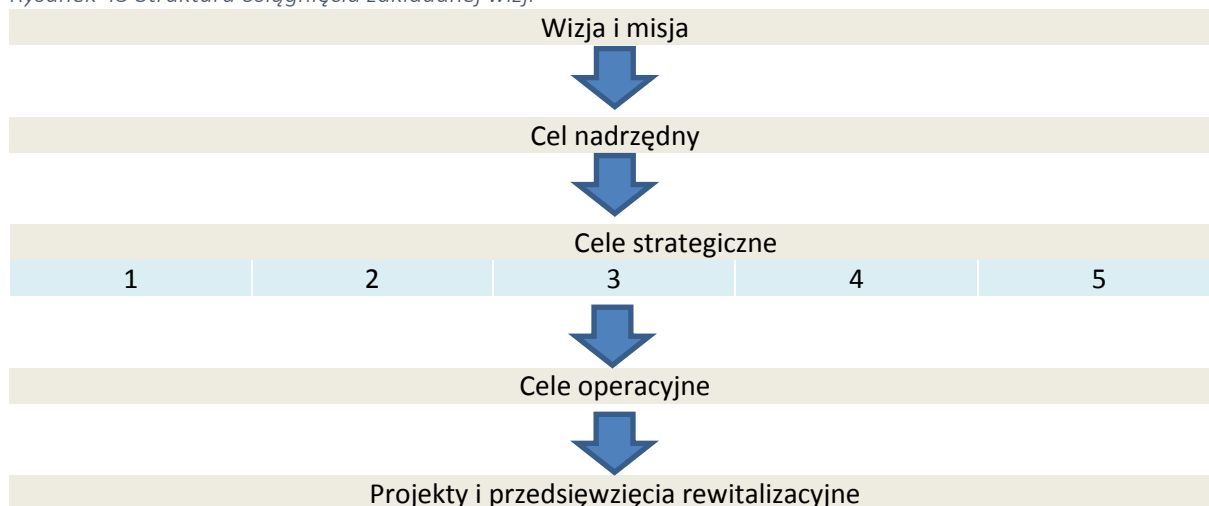 Wizja i misja
Cel nadrzędny
Cele strategiczne
1 2 3 4 5
Cele operacyjne
Projekty i przedsięwzięcia rewitalizacyjne